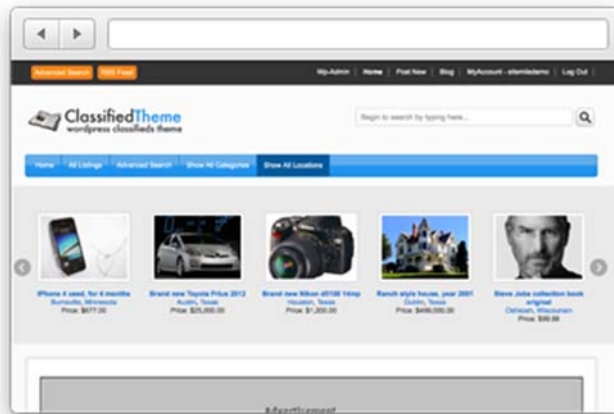 Advanced Search RSS Feed
Wp-Admin | Home | Post New | Blog | MyAccount - sitemiledemo | Log Out
ClassifiedTheme
wordpress classifieds theme
Begin to search by typing here...
Home All Listings Advanced Search Show All Categories Show All Locations
iPhone 4 used, for 4 months
Burnsville, Minnesota
Price: $677.00
Brand new Toyota Prius 2012
Austin, Texas
Price: $25,000.00
Brand new Nikon d5100 14mp
Houston, Texas
Price: $1,200.00
Ranch style house, year 2001
Dublin, Texas
Price: $499,000.00
Steve Jobs collection book
original
Oshkosh, Wisconsin
Price: $99.99
Advertisement